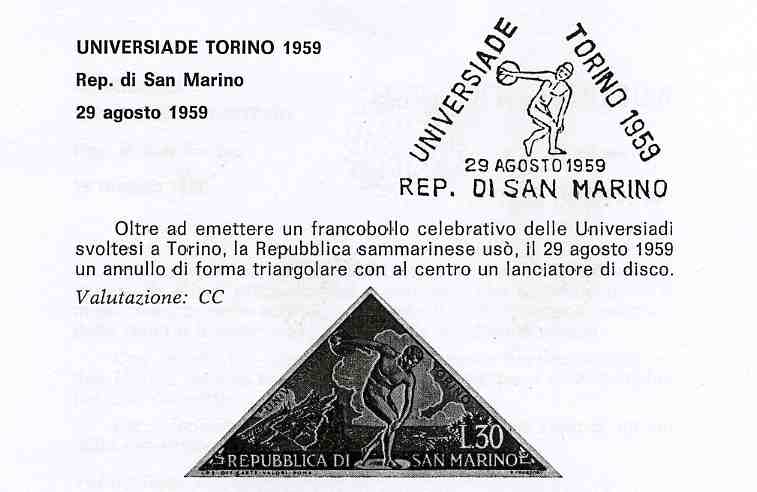 UNIVERSIADE TORINO 1959
Rep. di San Marino
29 agosto 1959
UNIVERSIADE TORINO 1959
29 AGOSTO 1959
REP. DI SAN MARINO
Oltre ad emettere un francobollo celebrativo delle Universiadi
svoltesi a Torino, la Repubblica sammarinese usò, il 29 agosto 1959
un annullo di forma triangolare con al centro un lanciatore di disco.
Valutazione: CC
TORINO
L.30
REPUBBLICA DI SAN MARINO